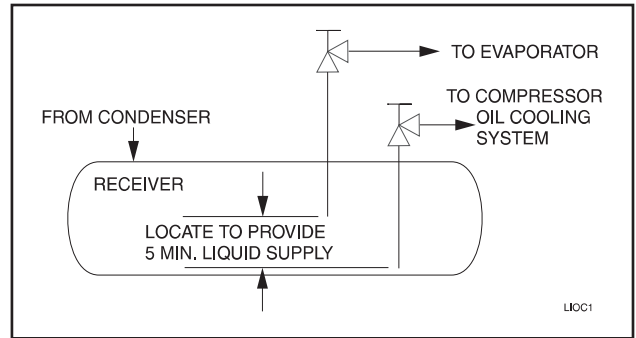 TO EVAPORATOR
TO COMPRESSOR
OIL COOLING
SYSTEM
FROM CONDENSER
RECEIVER
LOCATE TO PROVIDE
5 MIN. LIQUID SUPPLY
LIOC1